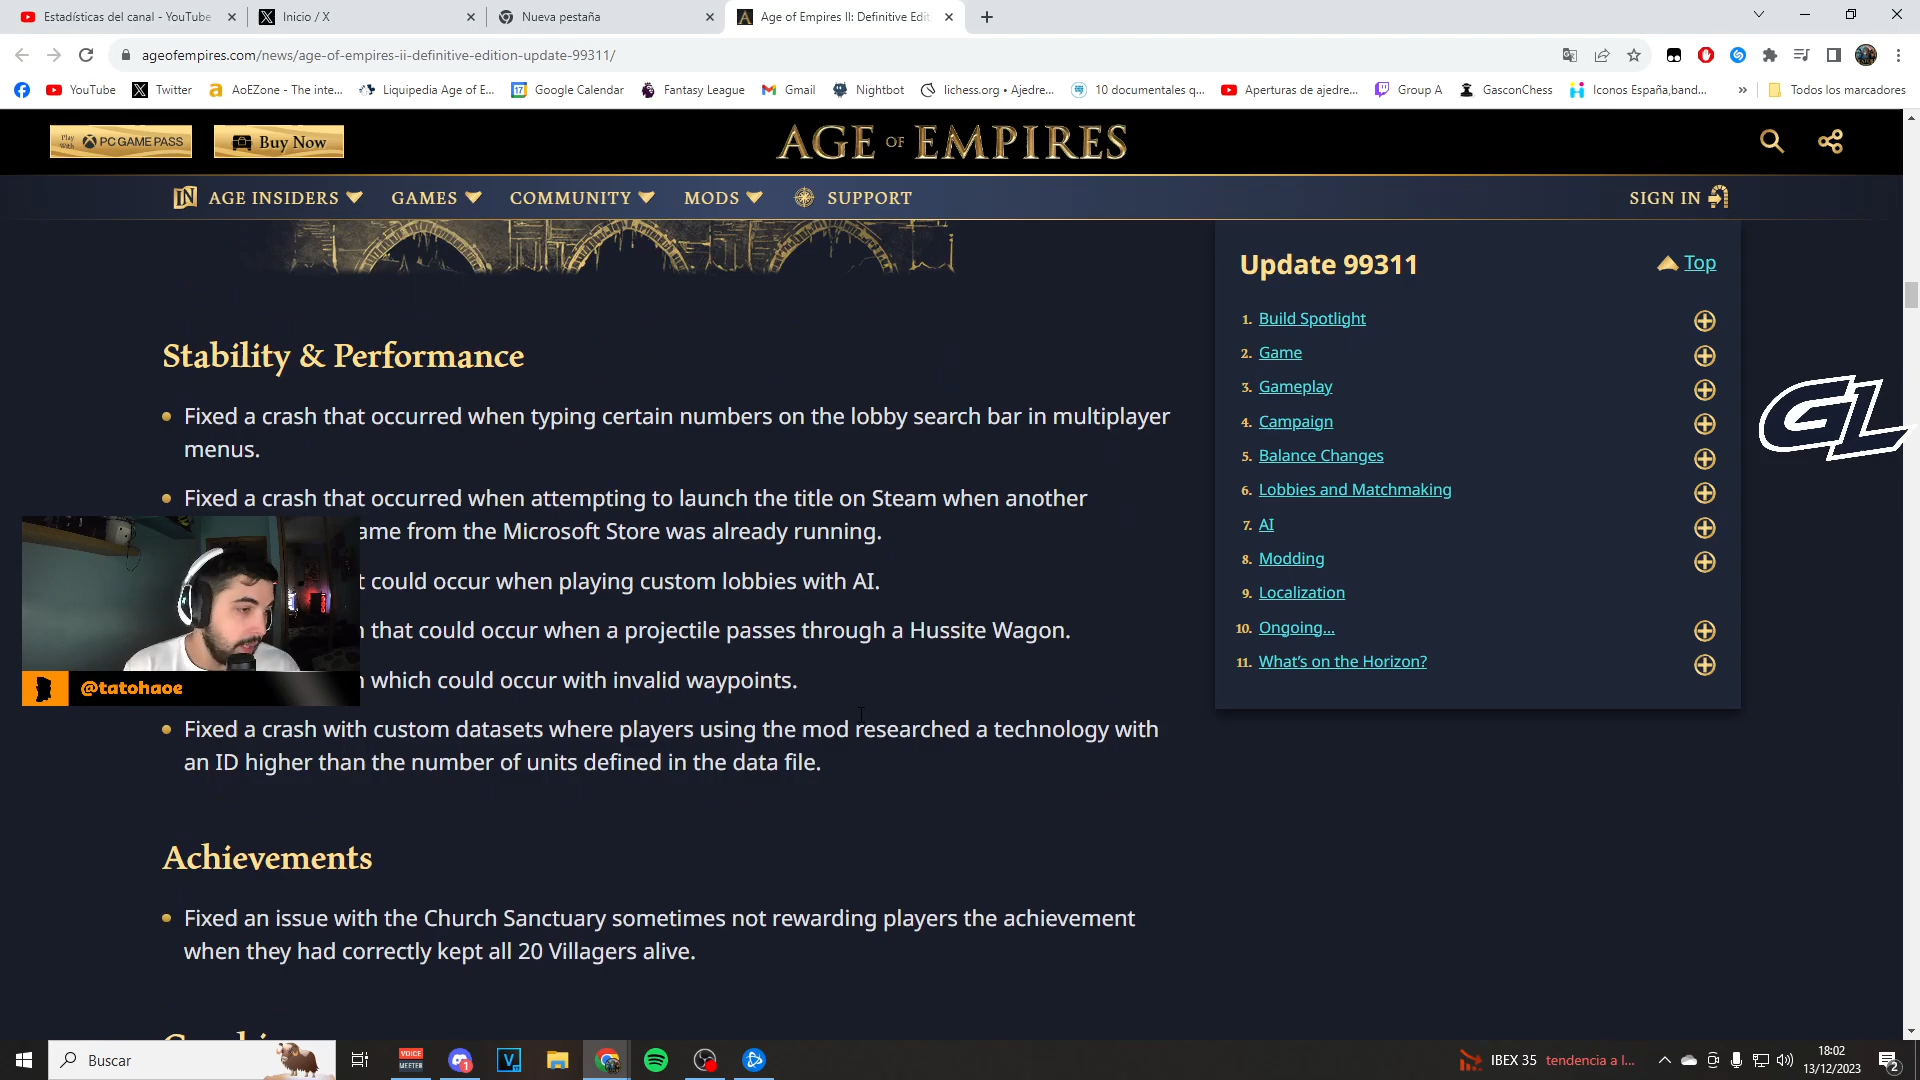 Estadísticas del canal - YouTube
Inicio / X
Nueva pestaña
Age of Empires II: Definitive Edit
ageofempires.com/news/age-of-empires-ii-definitive-edition-update-99311/
YouTube
Twitter
AoEZone - The inte...
Liquipedia Age of E...
Google Calendar
Fantasy League
Gmail
Nightbot
lichess.org • Ajedre...
10 documentales q...
Aperturas de ajedre...
Group A
GasconChess
Iconos España,band...
»
Todos los marcadores
Play With PC GAME PASS
Buy Now
AGE OF EMPIRES
AGE INSIDERS
GAMES
COMMUNITY
MODS
SUPPORT
SIGN IN
Update 99311
Top
1. Build Spotlight
2. Game
3. Gameplay
4. Campaign
5. Balance Changes
6. Lobbies and Matchmaking
7. AI
8. Modding
9. Localization
10. Ongoing...
11. What's on the Horizon?
GL
Stability & Performance
Fixed a crash that occurred when typing certain numbers on the lobby search bar in multiplayer
menus.
Fixed a crash that occurred when attempting to launch the title on Steam when another
ame from the Microsoft Store was already running.
t could occur when playing custom lobbies with AI.
that could occur when a projectile passes through a Hussite Wagon.
which could occur with invalid waypoints.
@tatohaoe
Fixed a crash with custom datasets where players using the mod researched a technology with
an ID higher than the number of units defined in the data file.
Achievements
Fixed an issue with the Church Sanctuary sometimes not rewarding players the achievement
when they had correctly kept all 20 Villagers alive.
Buscar
VOICE
MEETER
1
V
IBEX 35 tendencia a l...
18:02
13/12/2023
2